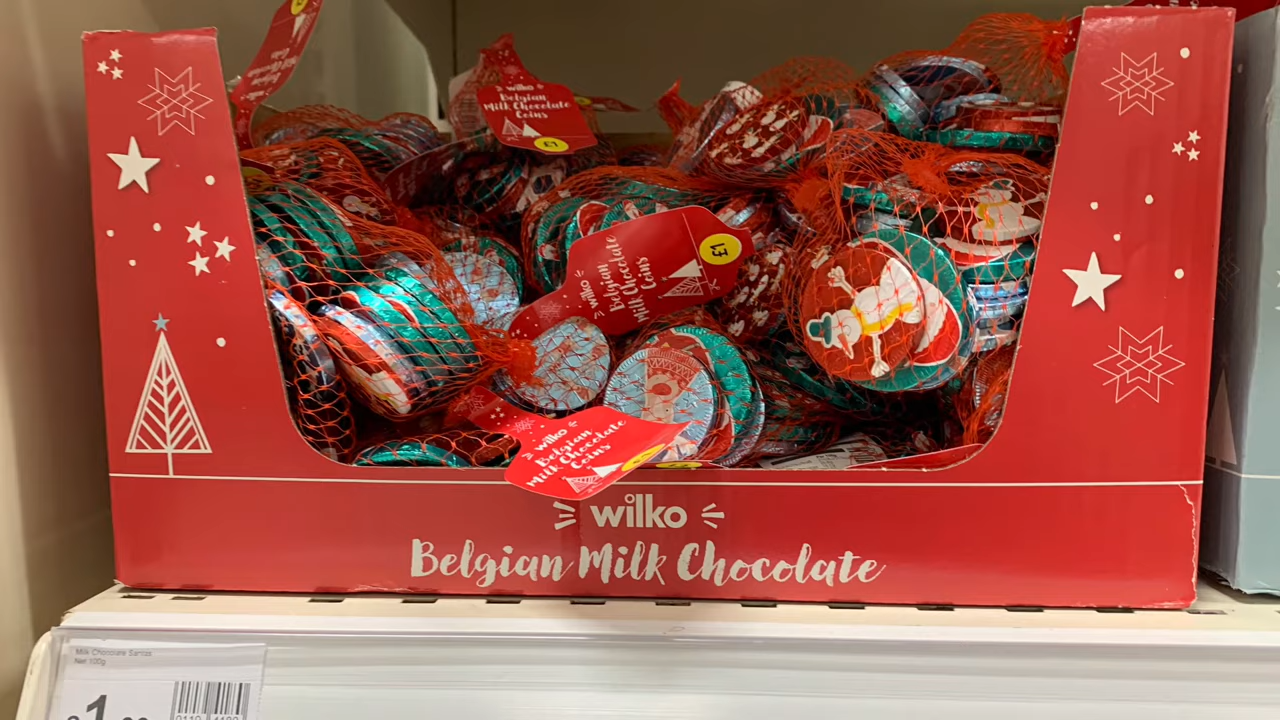 wilko
Belgian
Milk Chocolate
Coins
£1
wilko
Belgian
Milk Chocolate
Coins
£1
wilko
Belgian
Milk Chocolate
Coins
wilko
Belgian Milk Chocolate
Milk Chocolate Santas
Net 100g